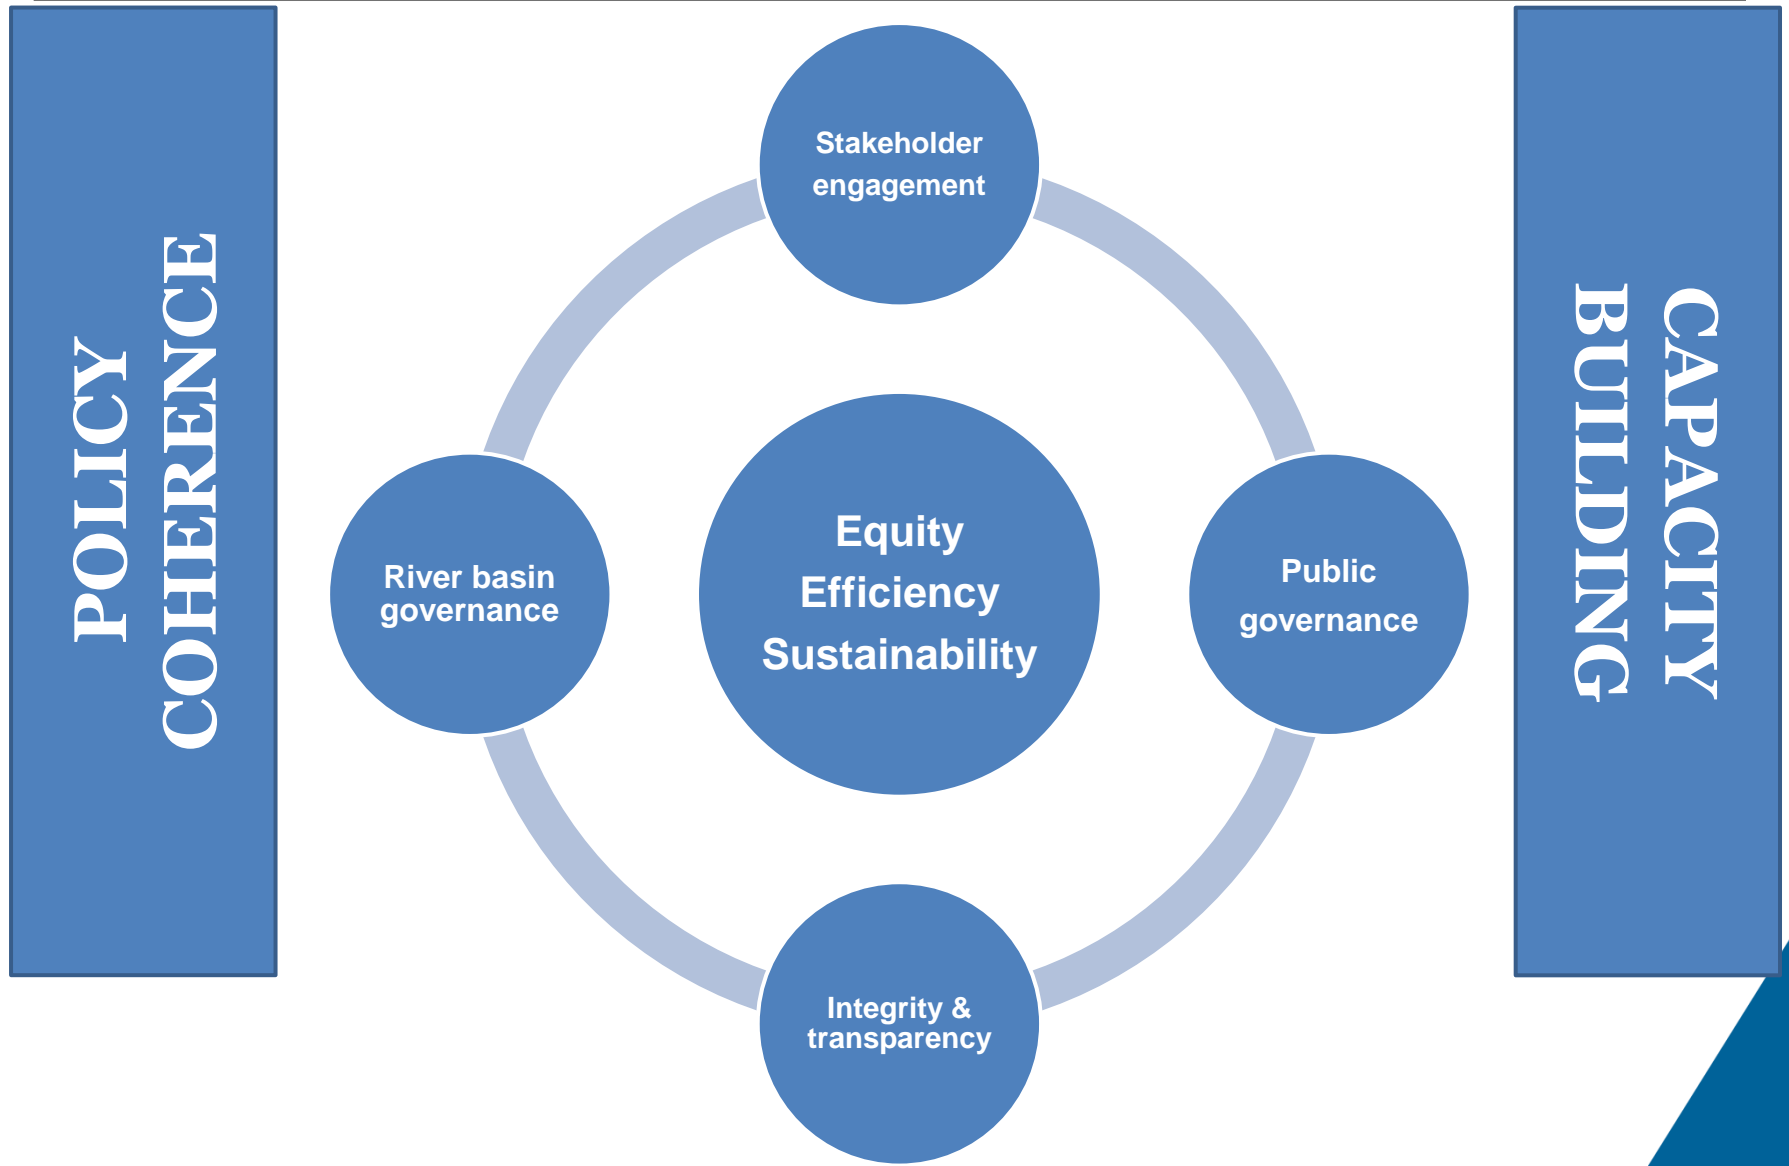 POLICY
COHERENCE
Stakeholder
engagement
River basin
governance
Equity
Efficiency
Sustainability
Public
governance
Integrity &
transparency
CAPACITY
BUILDING